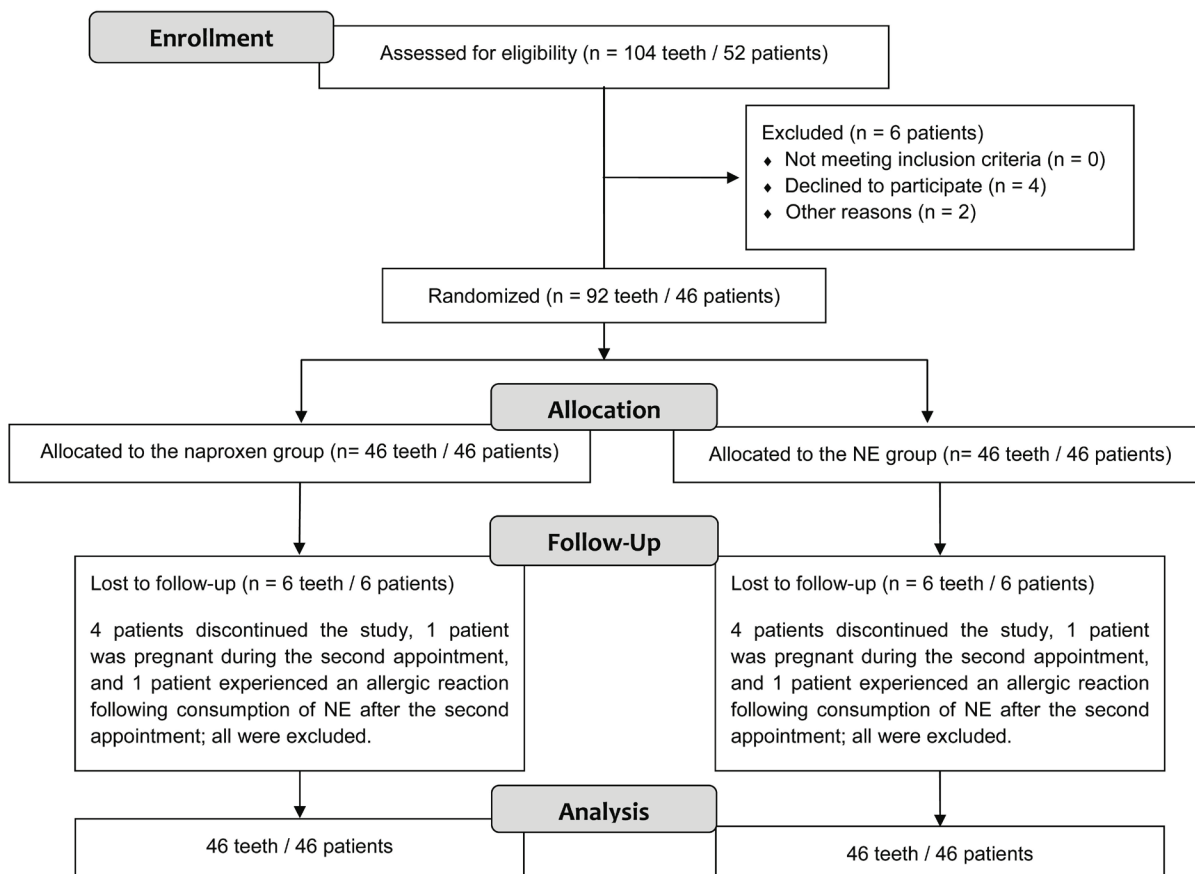 Enrollment
Assessed for eligibility (n = 104 teeth / 52 patients)
Excluded (n = 6 patients)
♦ Not meeting inclusion criteria (n = 0)
♦ Declined to participate (n = 4)
♦ Other reasons (n = 2)
Randomized (n = 92 teeth / 46 patients)
Allocation
Allocated to the naproxen group (n= 46 teeth / 46 patients)
Allocated to the NE group (n= 46 teeth / 46 patients)
Follow-Up
Lost to follow-up (n = 6 teeth / 6 patients)
4 patients discontinued the study, 1 patient
was pregnant during the second appointment,
and 1 patient experienced an allergic reaction
following consumption of NE after the second
appointment; all were excluded.
Lost to follow-up (n = 6 teeth / 6 patients)
4 patients discontinued the study, 1 patient
was pregnant during the second appointment,
and 1 patient experienced an allergic reaction
following consumption of NE after the second
appointment; all were excluded.
Analysis
46 teeth / 46 patients
46 teeth / 46 patients